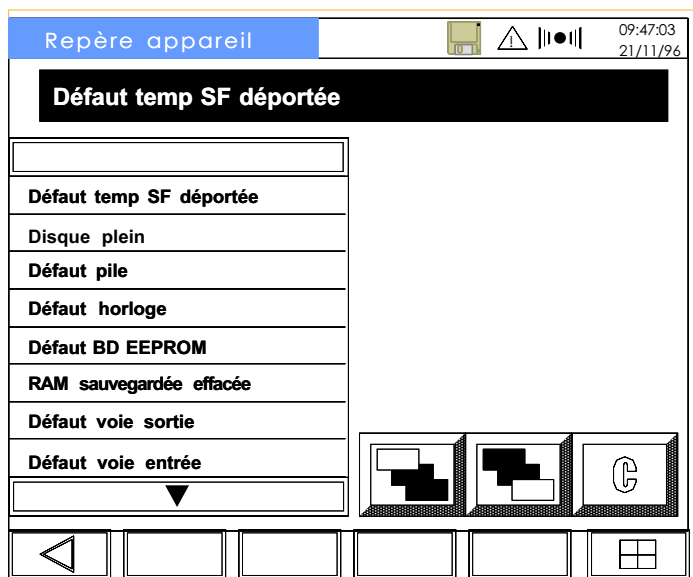 Repère appareil
09:47:03
21/11/96
Défaut temp SF déportée
Défaut temp SF déportée
Disque plein
Défaut pile
Défaut horloge
Défaut BD EEPROM
RAM sauvegardée effacée
Défaut voie sortie
Défaut voie entrée
C